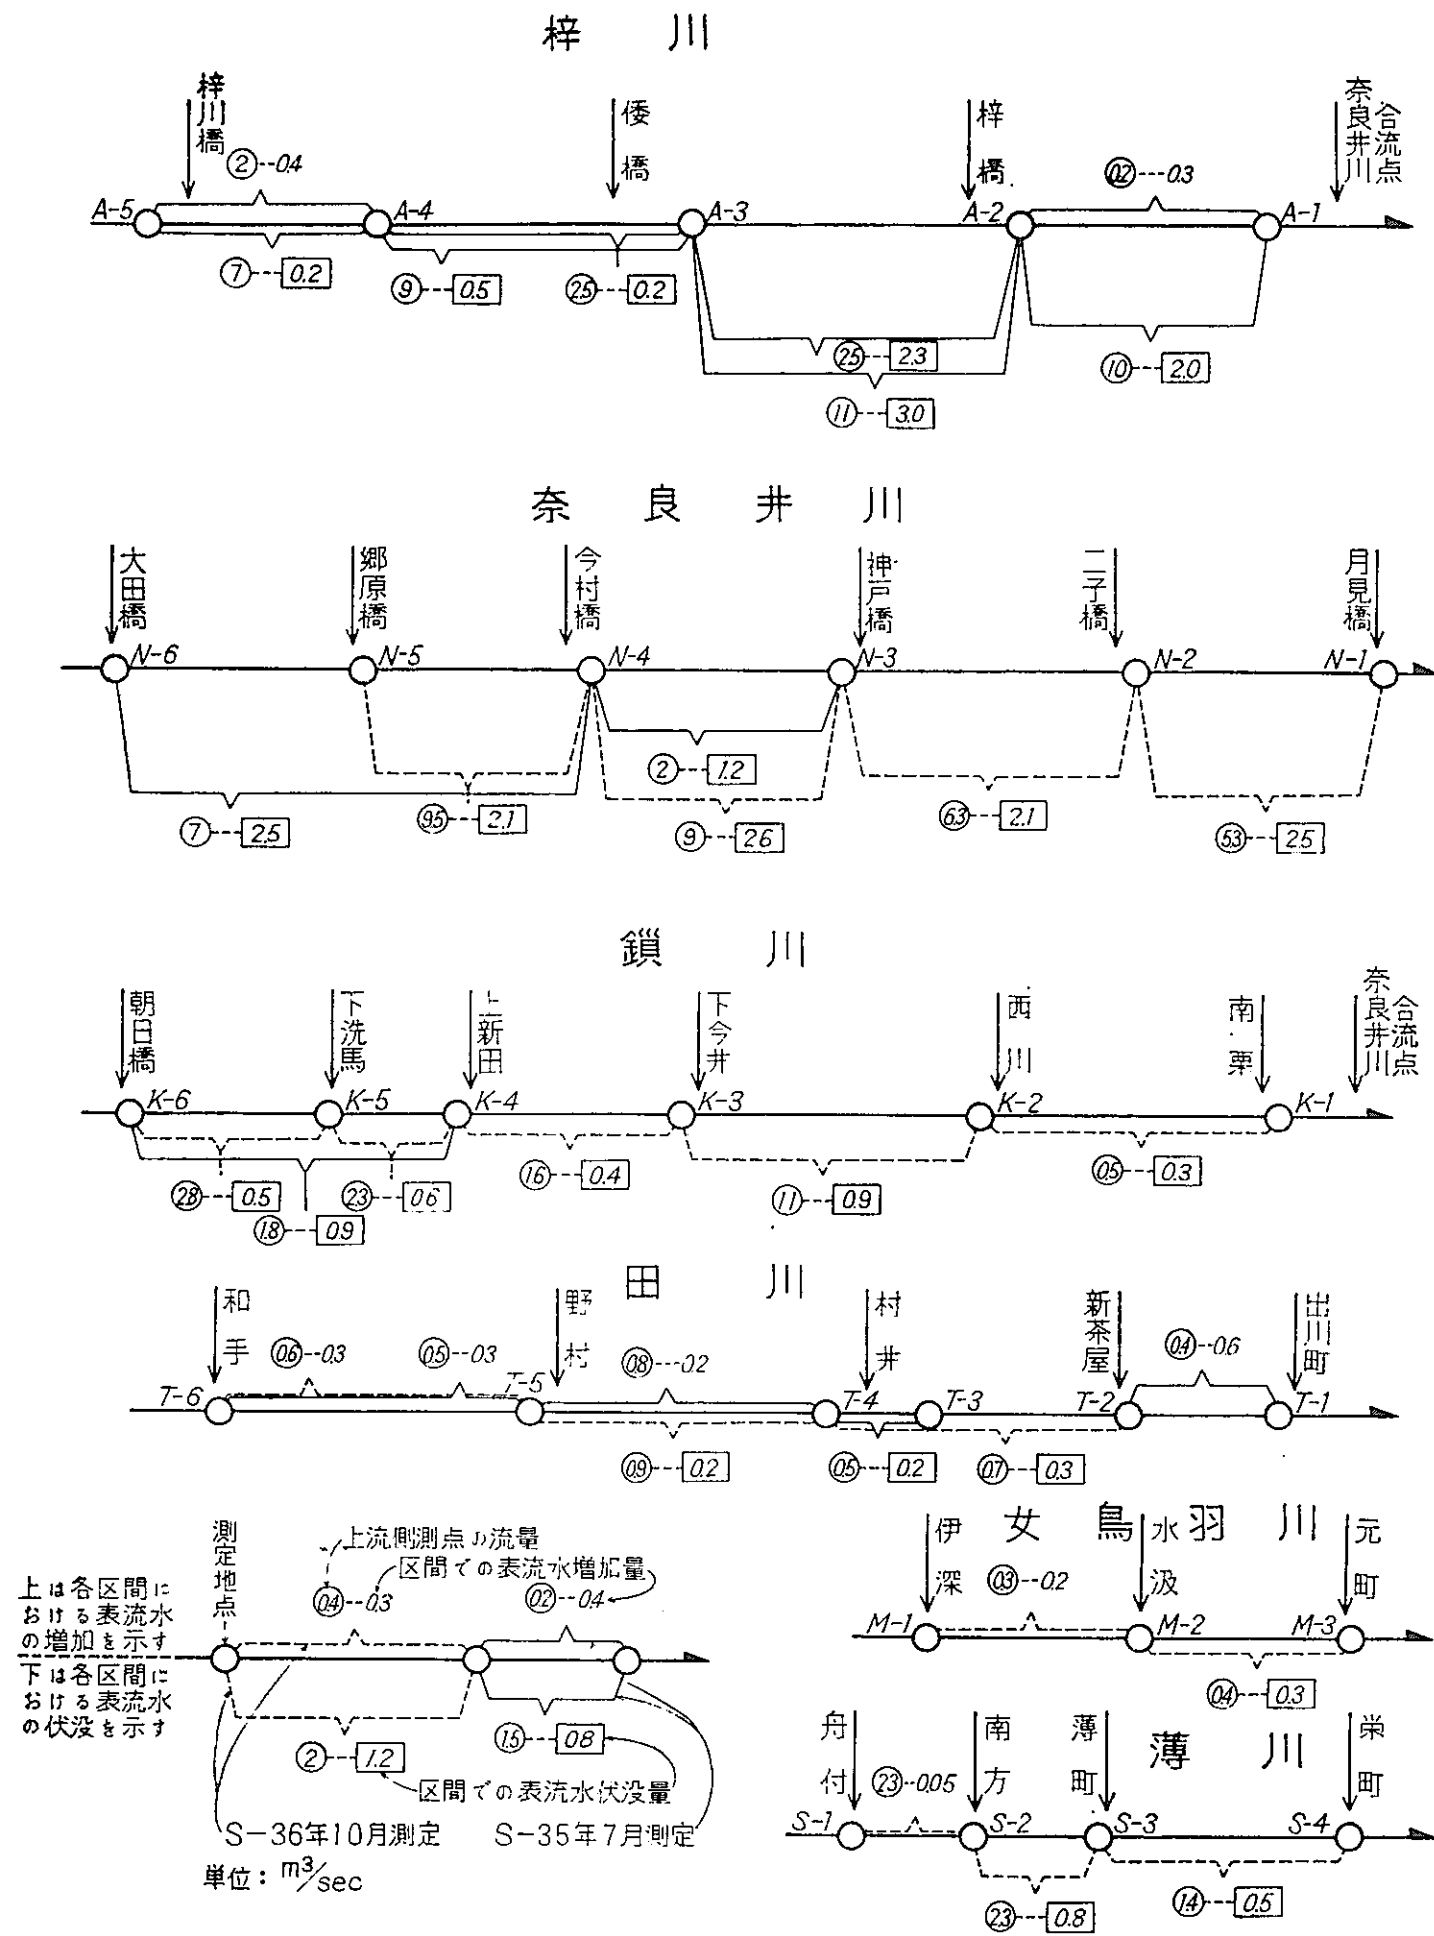 梓川
梓川橋
倭橋
梓橋
奈良井川合流点
②--0.4
0.2---0.3
A-5
A-4
A-3
A-2
A-1
⑦---0.2
⑨---0.5
2.5---0.2
2.5---2.3
⑩---2.0
⑪---3.0
奈良井川
大田橋
郷原橋
今村橋
神戸橋
二子橋
月見橋
N-6
N-5
N-4
N-3
N-2
N-1
②---1.2
⑦---2.5
9.5---2.1
⑨---2.6
6.3---2.1
5.3---2.5
鎖川
朝日橋
下洗馬
上新田
下今井
西川
南栗
奈良井川合流点
K-6
K-5
K-4
K-3
K-2
K-1
2.8---0.5
2.3---0.6
1.6---0.4
1.1---0.9
0.5---0.3
1.8---0.9
田川
和手
野村
村井
新茶屋
出川町
0.6--0.3
0.5--0.3
0.8---0.2
0.4--0.6
T-6
T-5
T-4
T-3
T-2
T-1
0.9---0.2
0.5---0.2
0.7---0.3
女鳥羽川
伊深
水汲
元町
0.3---0.2
M-1
M-2
M-3
0.4---0.3
薄川
舟付
南方
薄町
栄町
2.3--0.05
S-1
S-2
S-3
S-4
2.3---0.8
1.4---0.5
測定地点
上流側測点の流量
区間での表流水増加量
0.4--0.3
0.2--0.4
上は各区間に
おける表流水
の増加を示す
下は各区間に
おける表流水
の伏没を示す
②---1.2
1.5---0.8
区間での表流水伏没量
S-36年10月測定
S-35年7月測定
単位：m³/sec